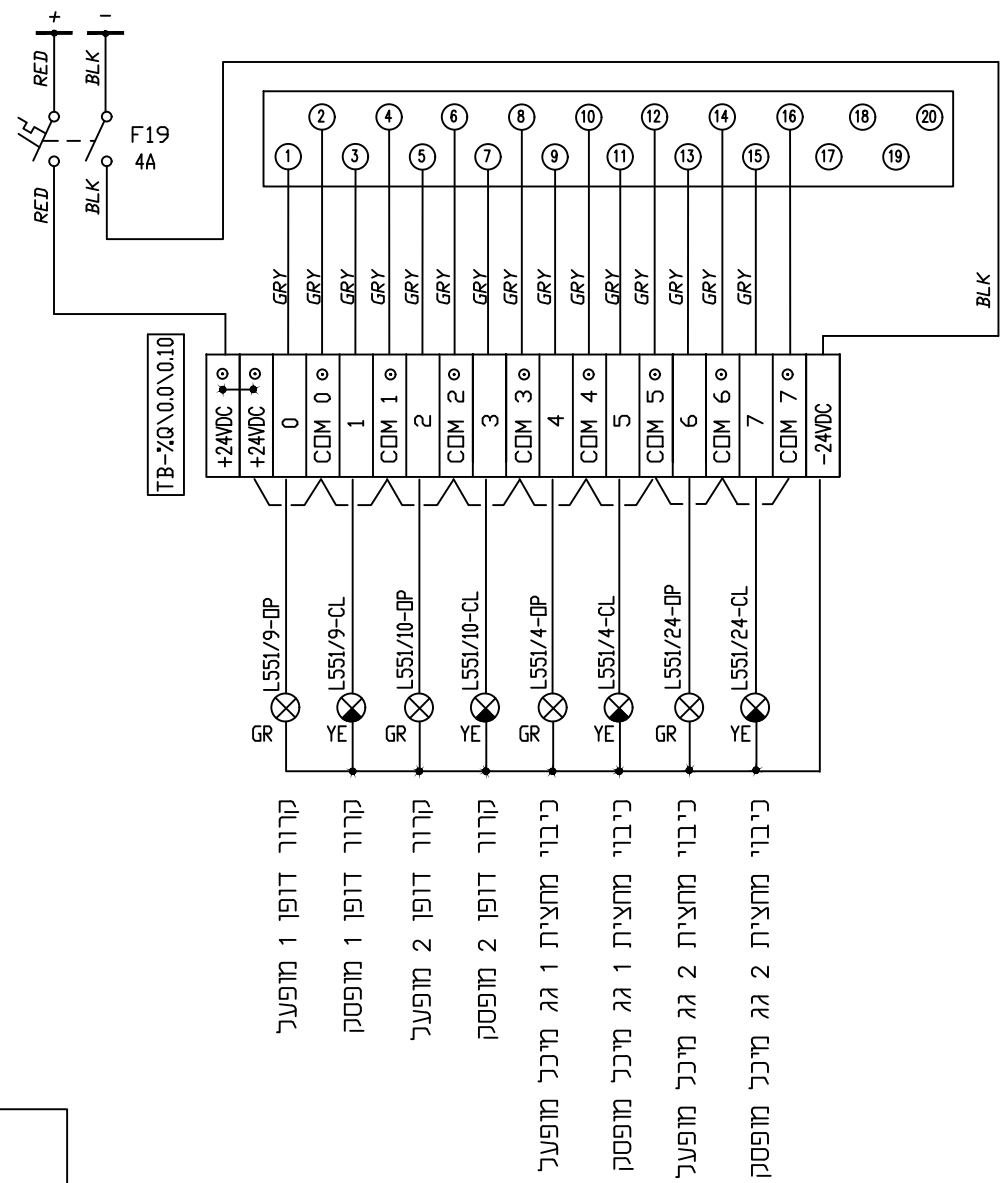 + −
RED BLK
F19
4A
RED BLK
2 4 6 8 10 12 14 16 18 20
1 3 5 7 9 11 13 15 17 19
GRY GRY GRY GRY GRY GRY GRY GRY GRY GRY GRY GRY GRY GRY GRY
BLK
TB-%Q\0.0\0.10
+24VDC
+24VDC
0
COM 0
1
COM 1
2
COM 2
3
COM 3
4
COM 4
5
COM 5
6
COM 6
7
COM 7
-24VDC
L551/9-OP
L551/9-CL
L551/10-OP
L551/10-CL
L551/4-OP
L551/4-CL
L551/24-OP
L551/24-CL
GR YE GR YE GR YE GR YE
קרור דופן 1 מופעל
קרור דופן 1 מופסק
קרור דופן 2 מופעל
קרור דופן 2 מופסק
כיבוי מחצית 1 גג מיכל מופעל
כיבוי מחצית 1 גג מיכל מופסק
כיבוי מחצית 2 גג מיכל מופעל
כיבוי מחצית 2 גג מיכל מופסק